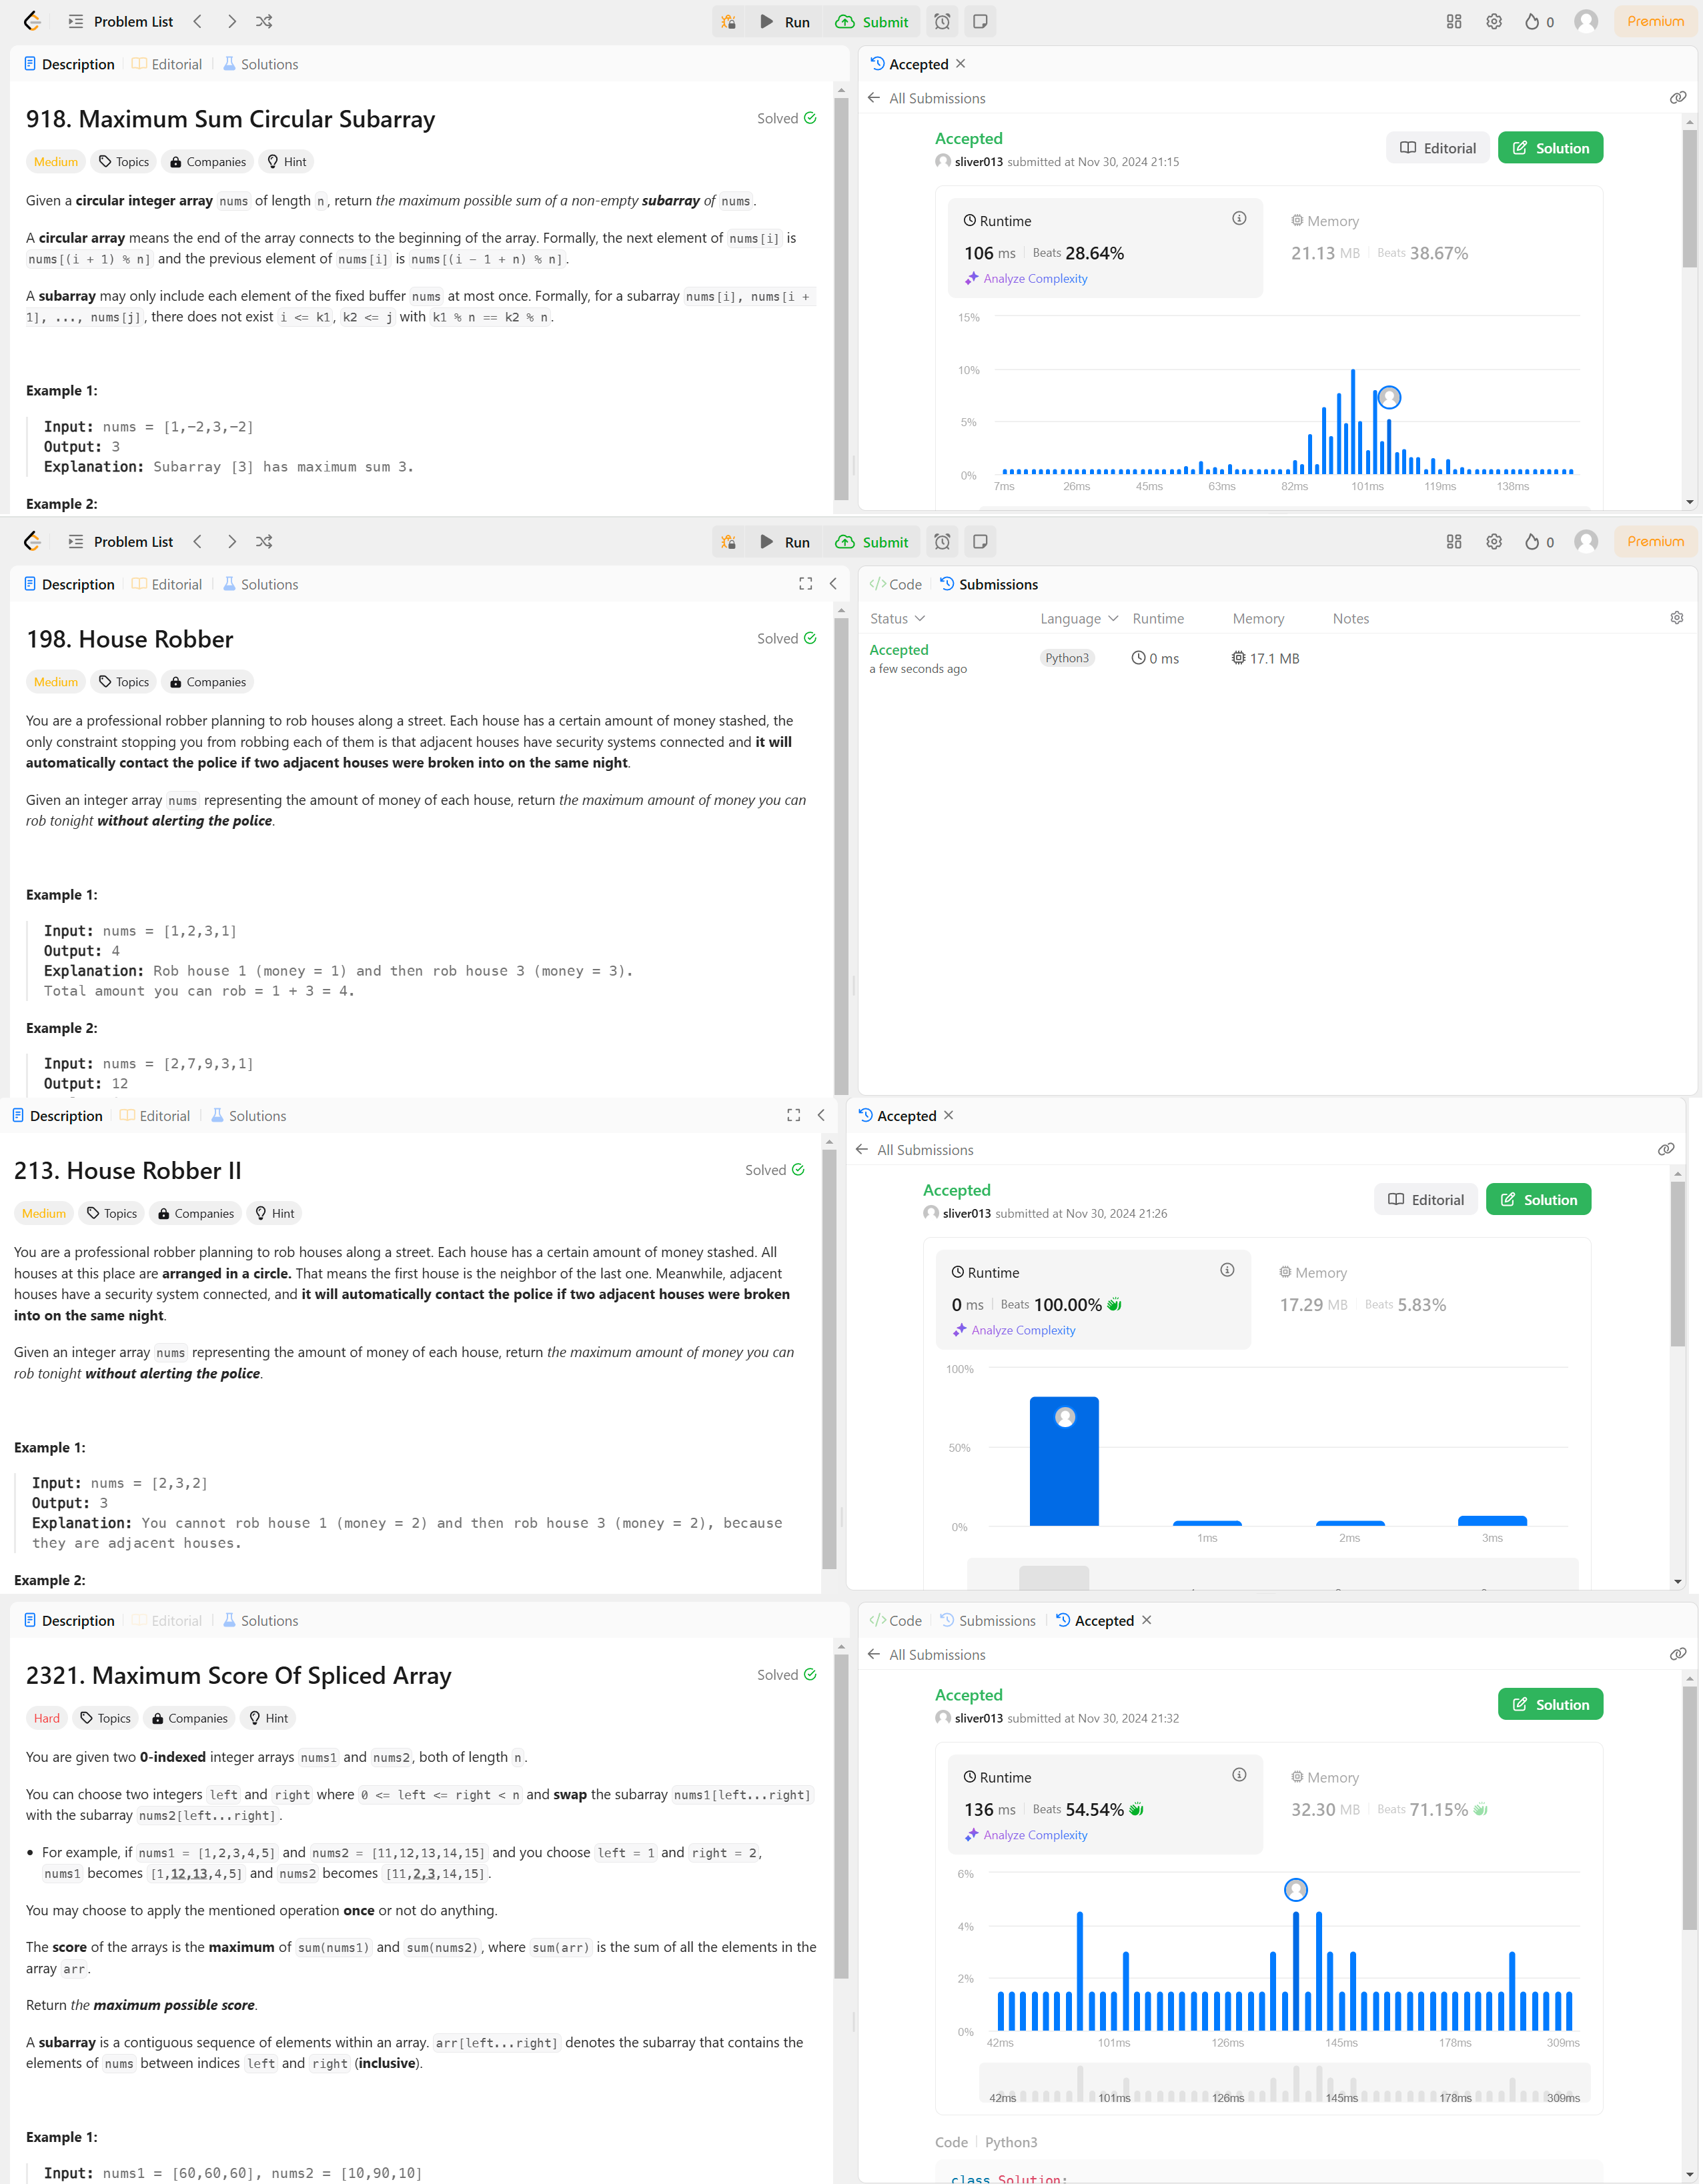 Problem List
Run
Submit
0
Premium
Description
Editorial
Solutions
918. Maximum Sum Circular Subarray
Solved
Medium
Topics
Companies
Hint
Given a circular integer array nums of length n, return the maximum possible sum of a non-empty subarray of nums.
A circular array means the end of the array connects to the beginning of the array. Formally, the next element of nums[i] is
nums[(i + 1) % n] and the previous element of nums[i] is nums[(i - 1 + n) % n].
A subarray may only include each element of the fixed buffer nums at most once. Formally, for a subarray nums[i], nums[i +
1], ..., nums[j], there does not exist i <= k1, k2 <= j with k1 % n == k2 % n.
Example 1:
Input: nums = [1,-2,3,-2]
Output: 3
Explanation: Subarray [3] has maximum sum 3.
Example 2:
Accepted
All Submissions
Accepted
sliver013 submitted at Nov 30, 2024 21:15
Editorial
Solution
Runtime
106 ms Beats 28.64%
Analyze Complexity
Memory
21.13 MB Beats 38.67%
15%
10%
5%
0%
7ms 26ms 45ms 63ms 82ms 101ms 119ms 138ms
Problem List
Run
Submit
0
Premium
Description
Editorial
Solutions
198. House Robber
Solved
Medium
Topics
Companies
You are a professional robber planning to rob houses along a street. Each house has a certain amount of money stashed, the
only constraint stopping you from robbing each of them is that adjacent houses have security systems connected and it will
automatically contact the police if two adjacent houses were broken into on the same night.
Given an integer array nums representing the amount of money of each house, return the maximum amount of money you can
rob tonight without alerting the police.
Example 1:
Input: nums = [1,2,3,1]
Output: 4
Explanation: Rob house 1 (money = 1) and then rob house 3 (money = 3).
Total amount you can rob = 1 + 3 = 4.
Example 2:
Input: nums = [2,7,9,3,1]
Output: 12
Code
Submissions
Status Language Runtime Memory Notes
Accepted
a few seconds ago
Python3
0 ms
17.1 MB
Description
Editorial
Solutions
213. House Robber II
Solved
Medium
Topics
Companies
Hint
You are a professional robber planning to rob houses along a street. Each house has a certain amount of money stashed. All
houses at this place are arranged in a circle. That means the first house is the neighbor of the last one. Meanwhile, adjacent
houses have a security system connected, and it will automatically contact the police if two adjacent houses were broken
into on the same night.
Given an integer array nums representing the amount of money of each house, return the maximum amount of money you can
rob tonight without alerting the police.
Example 1:
Input: nums = [2,3,2]
Output: 3
Explanation: You cannot rob house 1 (money = 2) and then rob house 3 (money = 2), because
they are adjacent houses.
Example 2:
Accepted
All Submissions
Accepted
sliver013 submitted at Nov 30, 2024 21:26
Editorial
Solution
Runtime
0 ms Beats 100.00%
Analyze Complexity
Memory
17.29 MB Beats 5.83%
100%
50%
0%
1ms 2ms 3ms
Description
Editorial
Solutions
2321. Maximum Score Of Spliced Array
Solved
Hard
Topics
Companies
Hint
You are given two 0-indexed integer arrays nums1 and nums2, both of length n.
You can choose two integers left and right where 0 <= left <= right < n and swap the subarray nums1[left...right]
with the subarray nums2[left...right].
• For example, if nums1 = [1,2,3,4,5] and nums2 = [11,12,13,14,15] and you choose left = 1 and right = 2,
nums1 becomes [1,12,13,4,5] and nums2 becomes [11,2,3,14,15].
You may choose to apply the mentioned operation once or not do anything.
The score of the arrays is the maximum of sum(nums1) and sum(nums2), where sum(arr) is the sum of all the elements in the
array arr.
Return the maximum possible score.
A subarray is a contiguous sequence of elements within an array. arr[left...right] denotes the subarray that contains the
elements of nums between indices left and right (inclusive).
Example 1:
Input: nums1 = [60,60,60], nums2 = [10,90,10]
Code
Submissions
Accepted
All Submissions
Accepted
sliver013 submitted at Nov 30, 2024 21:32
Solution
Runtime
136 ms Beats 54.54%
Analyze Complexity
Memory
32.30 MB Beats 71.15%
6%
4%
2%
0%
42ms 101ms 126ms 145ms 178ms 309ms
42ms 101ms 126ms 145ms 178ms 309ms
Code Python3
class Solution: